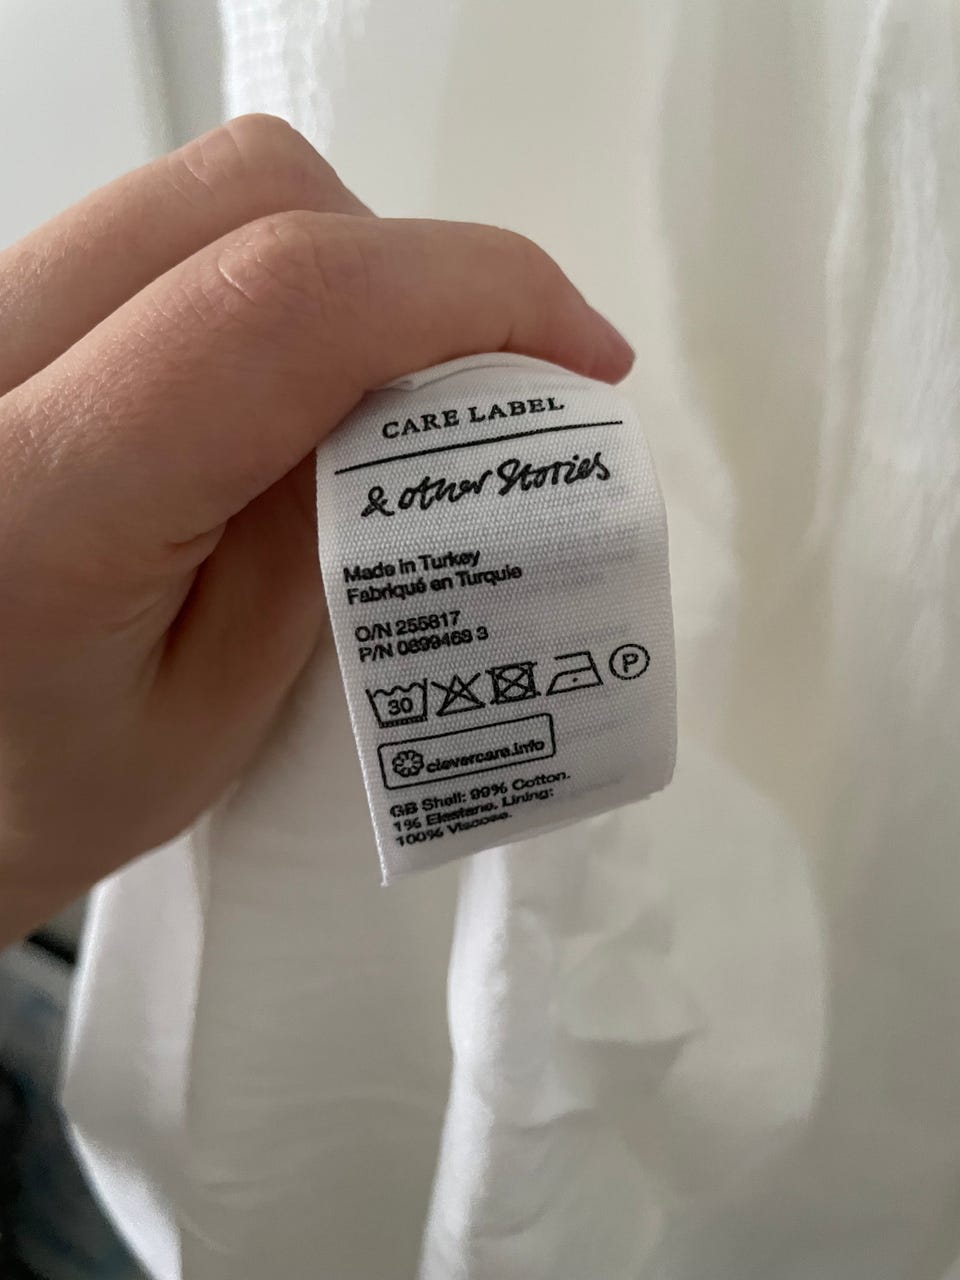 CARE LABEL
& other Stories
Made in Turkey
Fabriqué en Turquie
O/N 255817
P/N 0899468 3
30
P
clevercare.info
GB Shell: 99% Cotton.
1% Elastane. Lining:
100% Viscose.